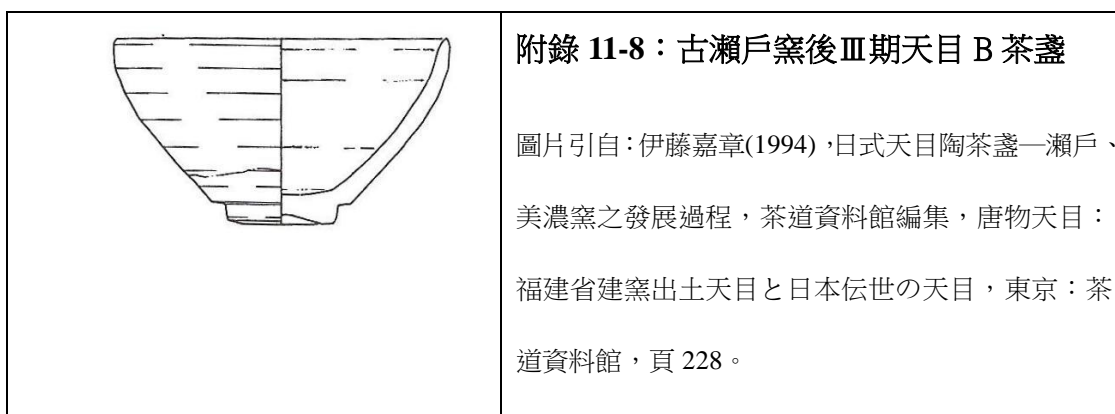 附錄 11-8：古瀨戶窯後Ⅲ期天目 B 茶盞
圖片引自：伊藤嘉章(1994)，日式天目陶茶盞─瀨戶、
美濃窯之發展過程，茶道資料館編集，唐物天目：
福建省建窯出土天目と日本伝世の天目，東京：茶
道資料館，頁 228。